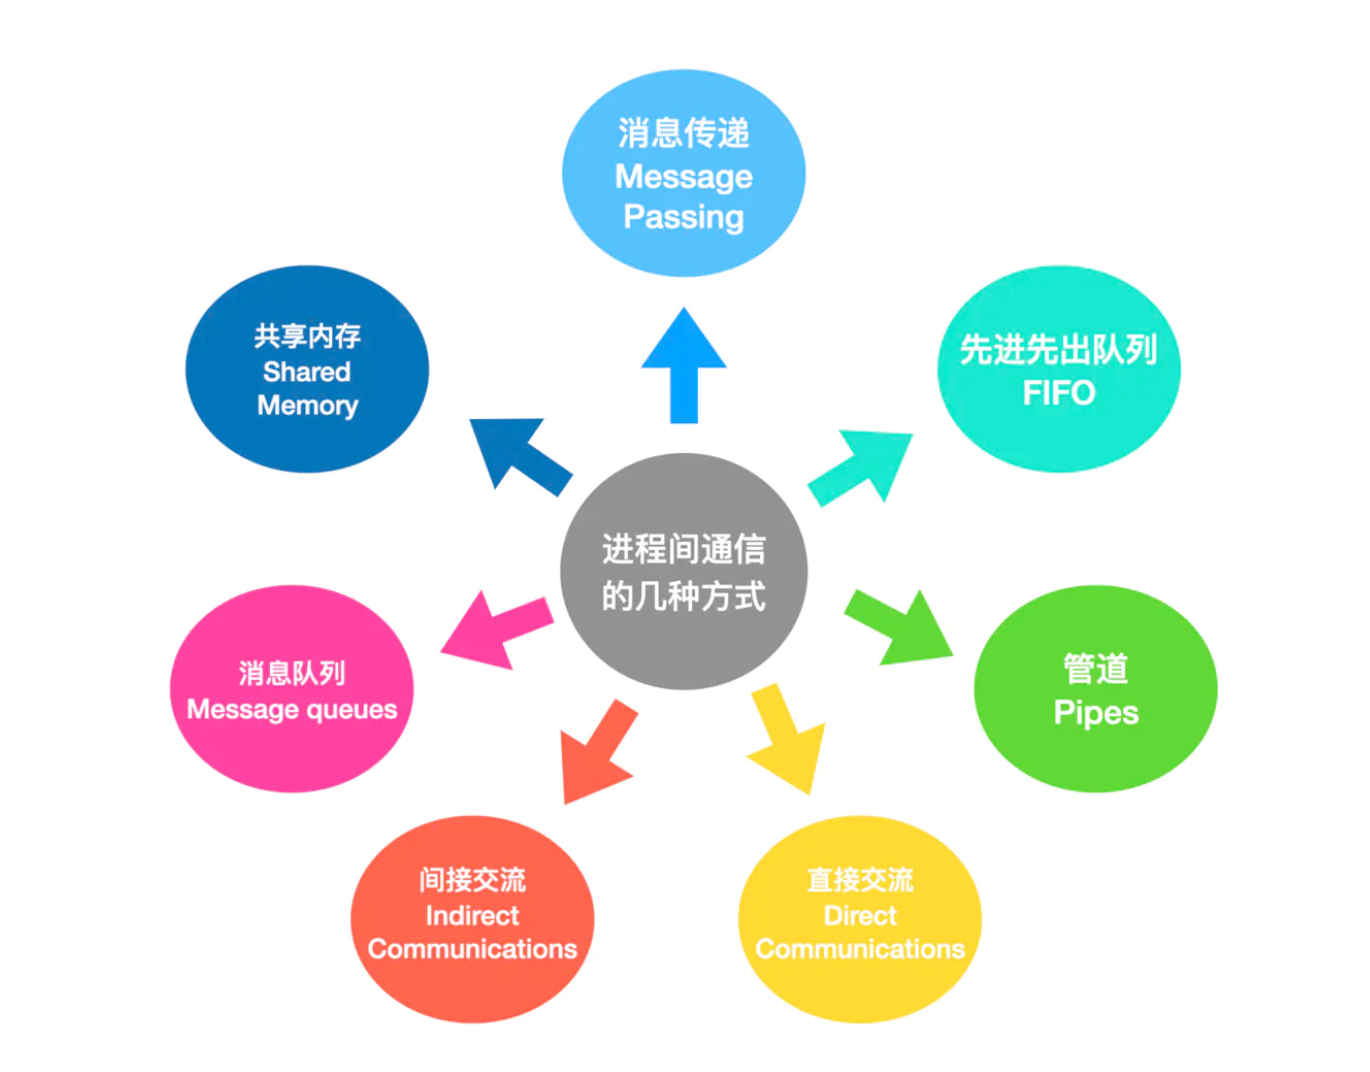 消息传递
Message
Passing
共享内存
Shared
Memory
先进先出队列
FIFO
进程间通信
的几种方式
消息队列
Message queues
管道
Pipes
间接交流
Indirect
Communications
直接交流
Direct
Communications